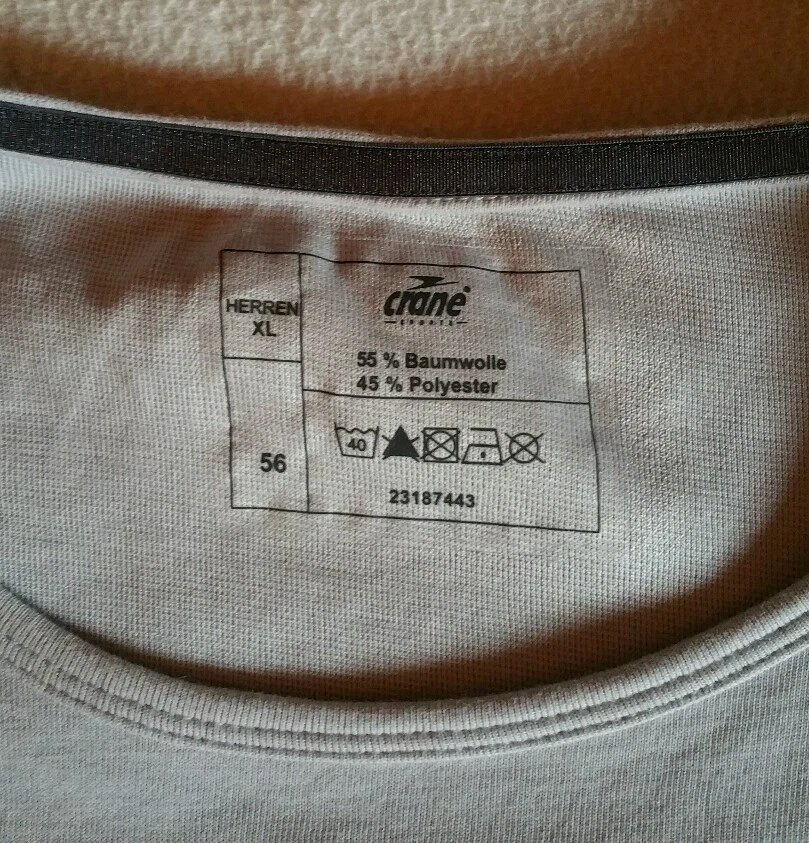 HERREN
XL
56
crane
SPORTS
55 % Baumwolle
45 % Polyester
40
23187443